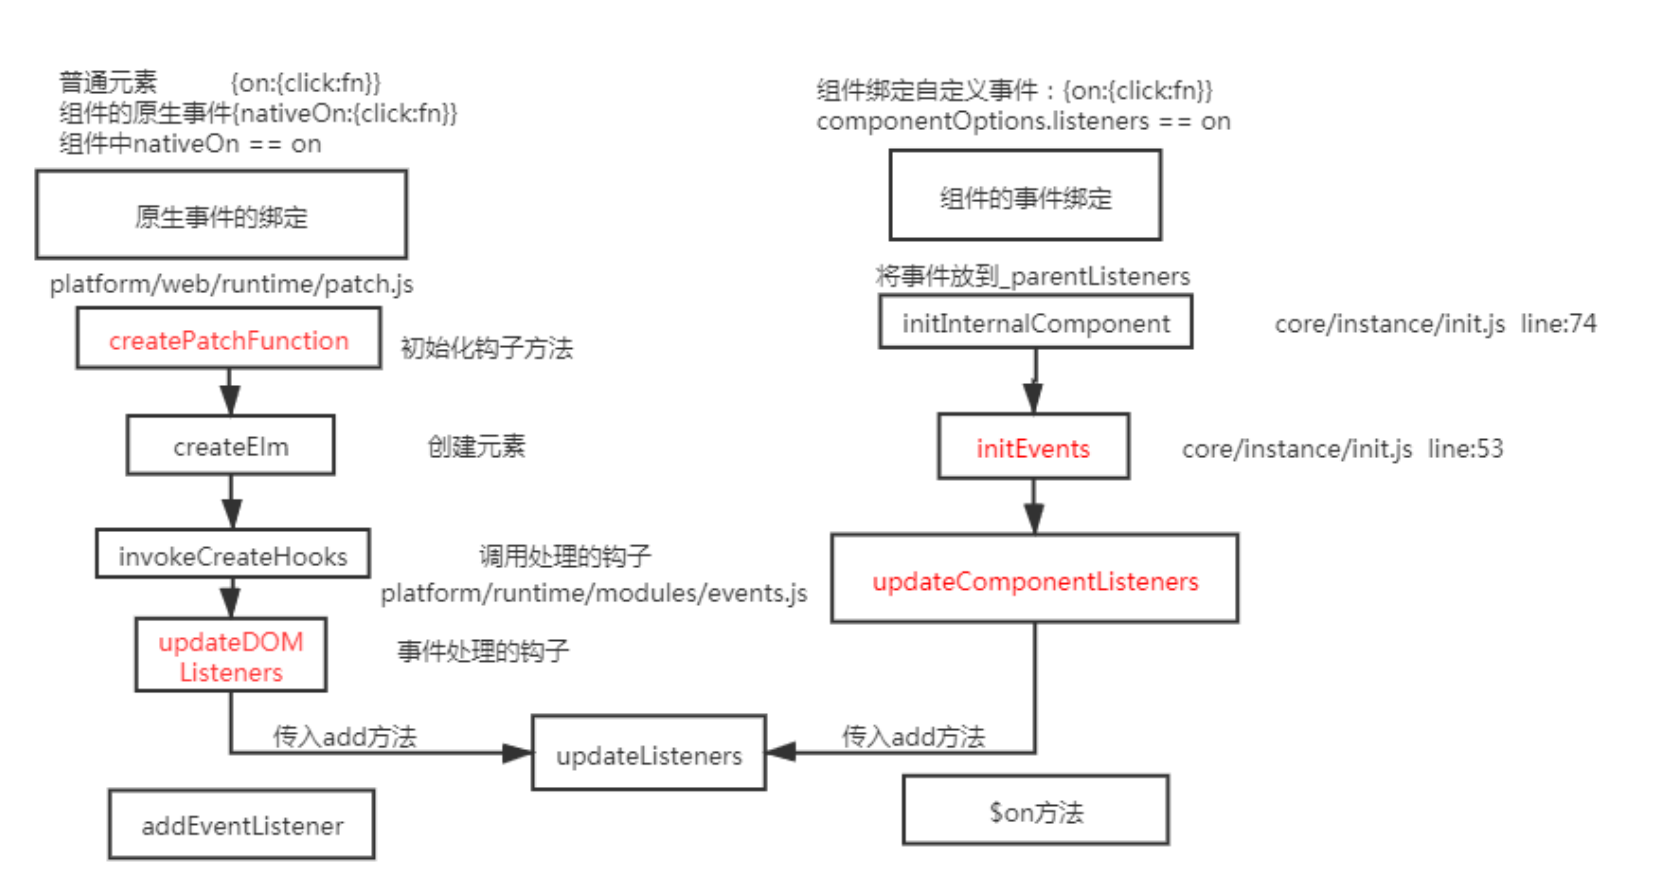 普通元素 {on:{click:fn}}
组件的原生事件{nativeOn:{click:fn}}
组件中nativeOn == on
原生事件的绑定
platform/web/runtime/patch.js
createPatchFunction
初始化钩子方法
createElm
创建元素
invokeCreateHooks
调用处理的钩子
platform/runtime/modules/events.js
updateDOM
Listeners
事件处理的钩子
传入add方法
addEventListener
updateListeners
组件绑定自定义事件：{on:{click:fn}}
componentOptions.listeners == on
组件的事件绑定
将事件放到_parentListeners
initInternalComponent
core/instance/init.js line:74
initEvents
core/instance/init.js line:53
updateComponentListeners
传入add方法
$on方法